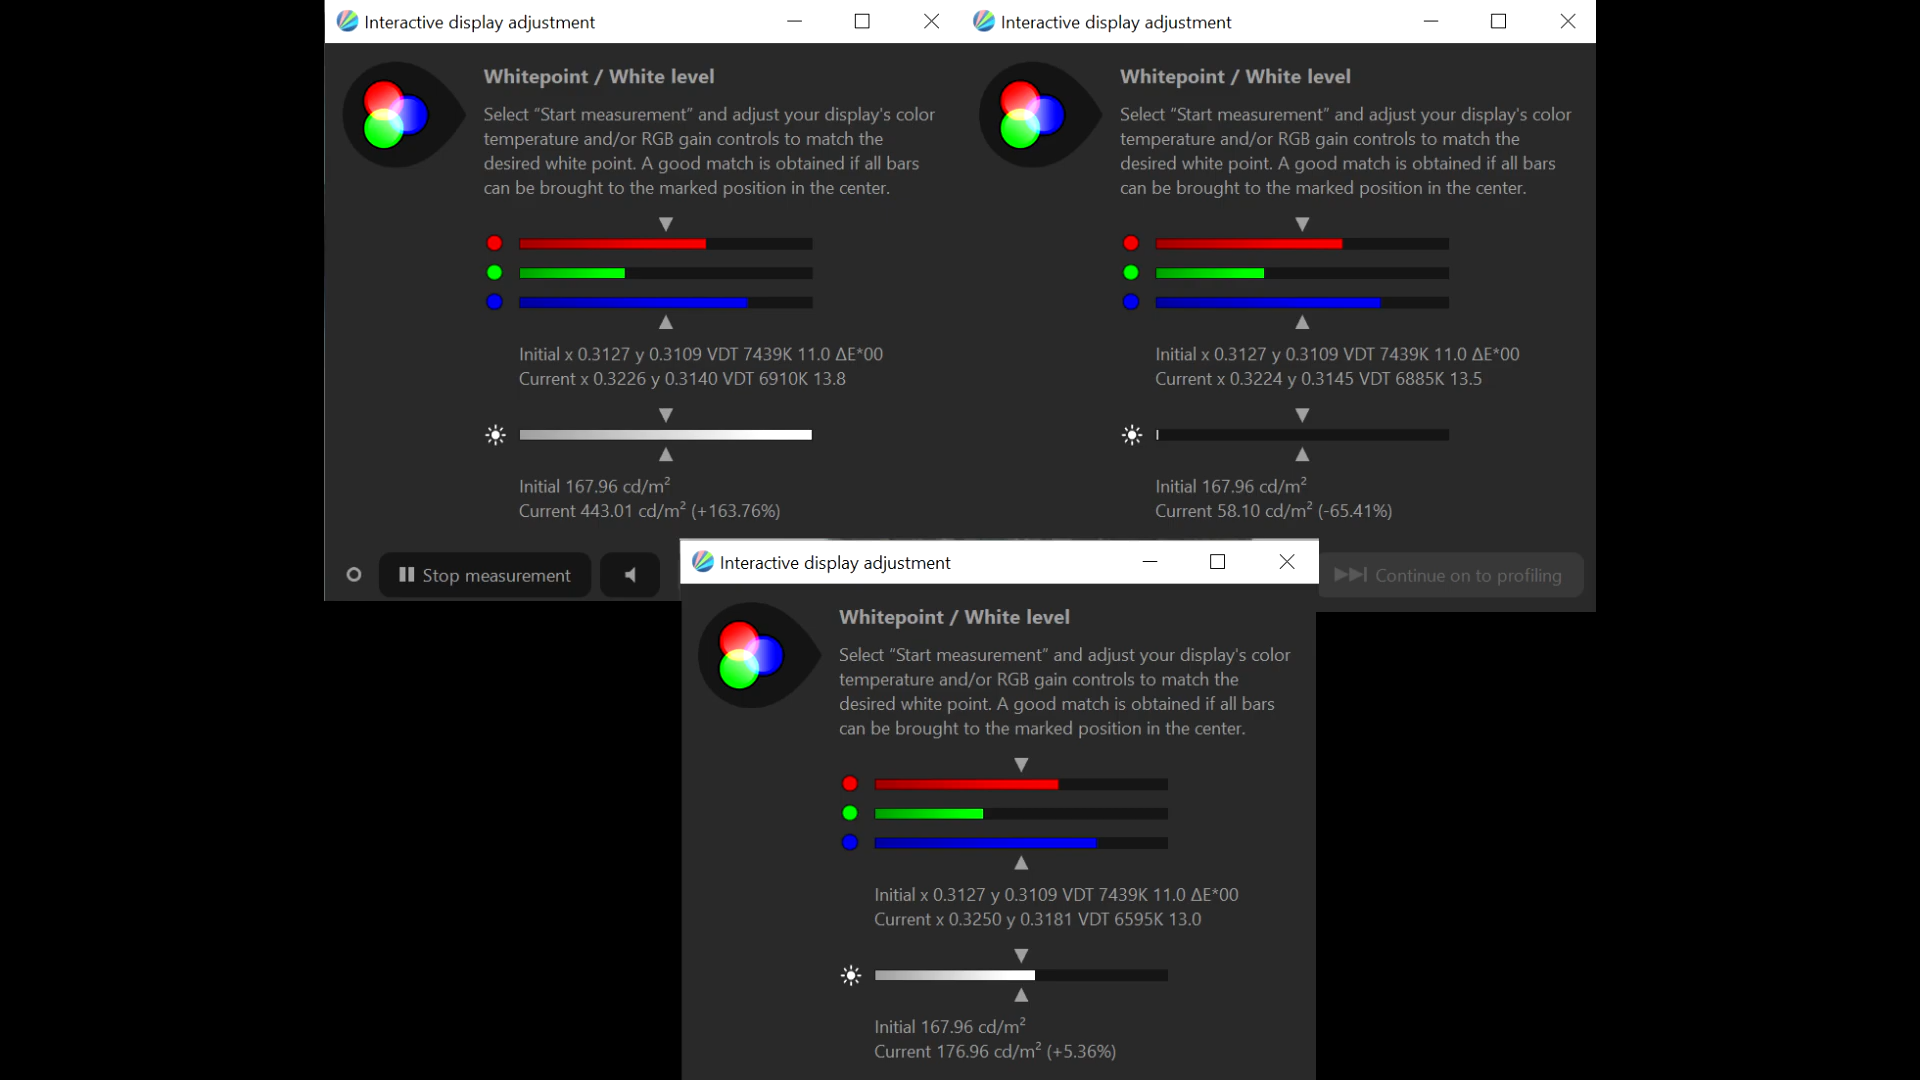 Interactive display adjustment
Whitepoint / White level
Select “Start measurement” and adjust your display's color
temperature and/or RGB gain controls to match the
desired white point. A good match is obtained if all bars
can be brought to the marked position in the center.
Initial x 0.3127 y 0.3109 VDT 7439K 11.0 ΔE*00
Current x 0.3226 y 0.3140 VDT 6910K 13.8
Initial 167.96 cd/m²
Current 443.01 cd/m² (+163.76%)
Stop measurement
Interactive display adjustment
Whitepoint / White level
Select “Start measurement” and adjust your display's color
temperature and/or RGB gain controls to match the
desired white point. A good match is obtained if all bars
can be brought to the marked position in the center.
Initial x 0.3127 y 0.3109 VDT 7439K 11.0 ΔE*00
Current x 0.3224 y 0.3145 VDT 6885K 13.5
Initial 167.96 cd/m²
Current 58.10 cd/m² (-65.41%)
Continue on to profiling
Interactive display adjustment
Whitepoint / White level
Select “Start measurement” and adjust your display's color
temperature and/or RGB gain controls to match the
desired white point. A good match is obtained if all bars
can be brought to the marked position in the center.
Initial x 0.3127 y 0.3109 VDT 7439K 11.0 ΔE*00
Current x 0.3250 y 0.3181 VDT 6595K 13.0
Initial 167.96 cd/m²
Current 176.96 cd/m² (+5.36%)